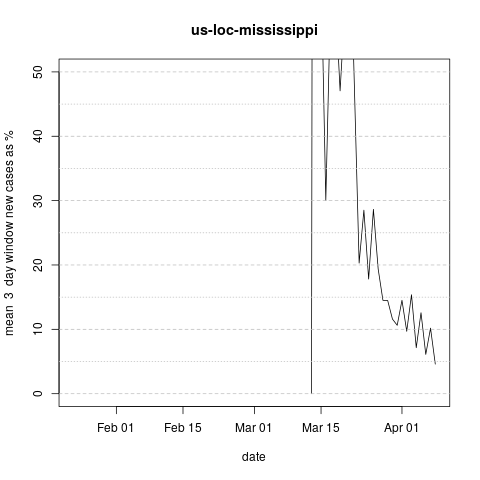 us-loc-mississippi
mean 3 day window new cases as %
50
40
30
20
10
0
Feb 01 Feb 15 Mar 01 Mar 15 Apr 01
date